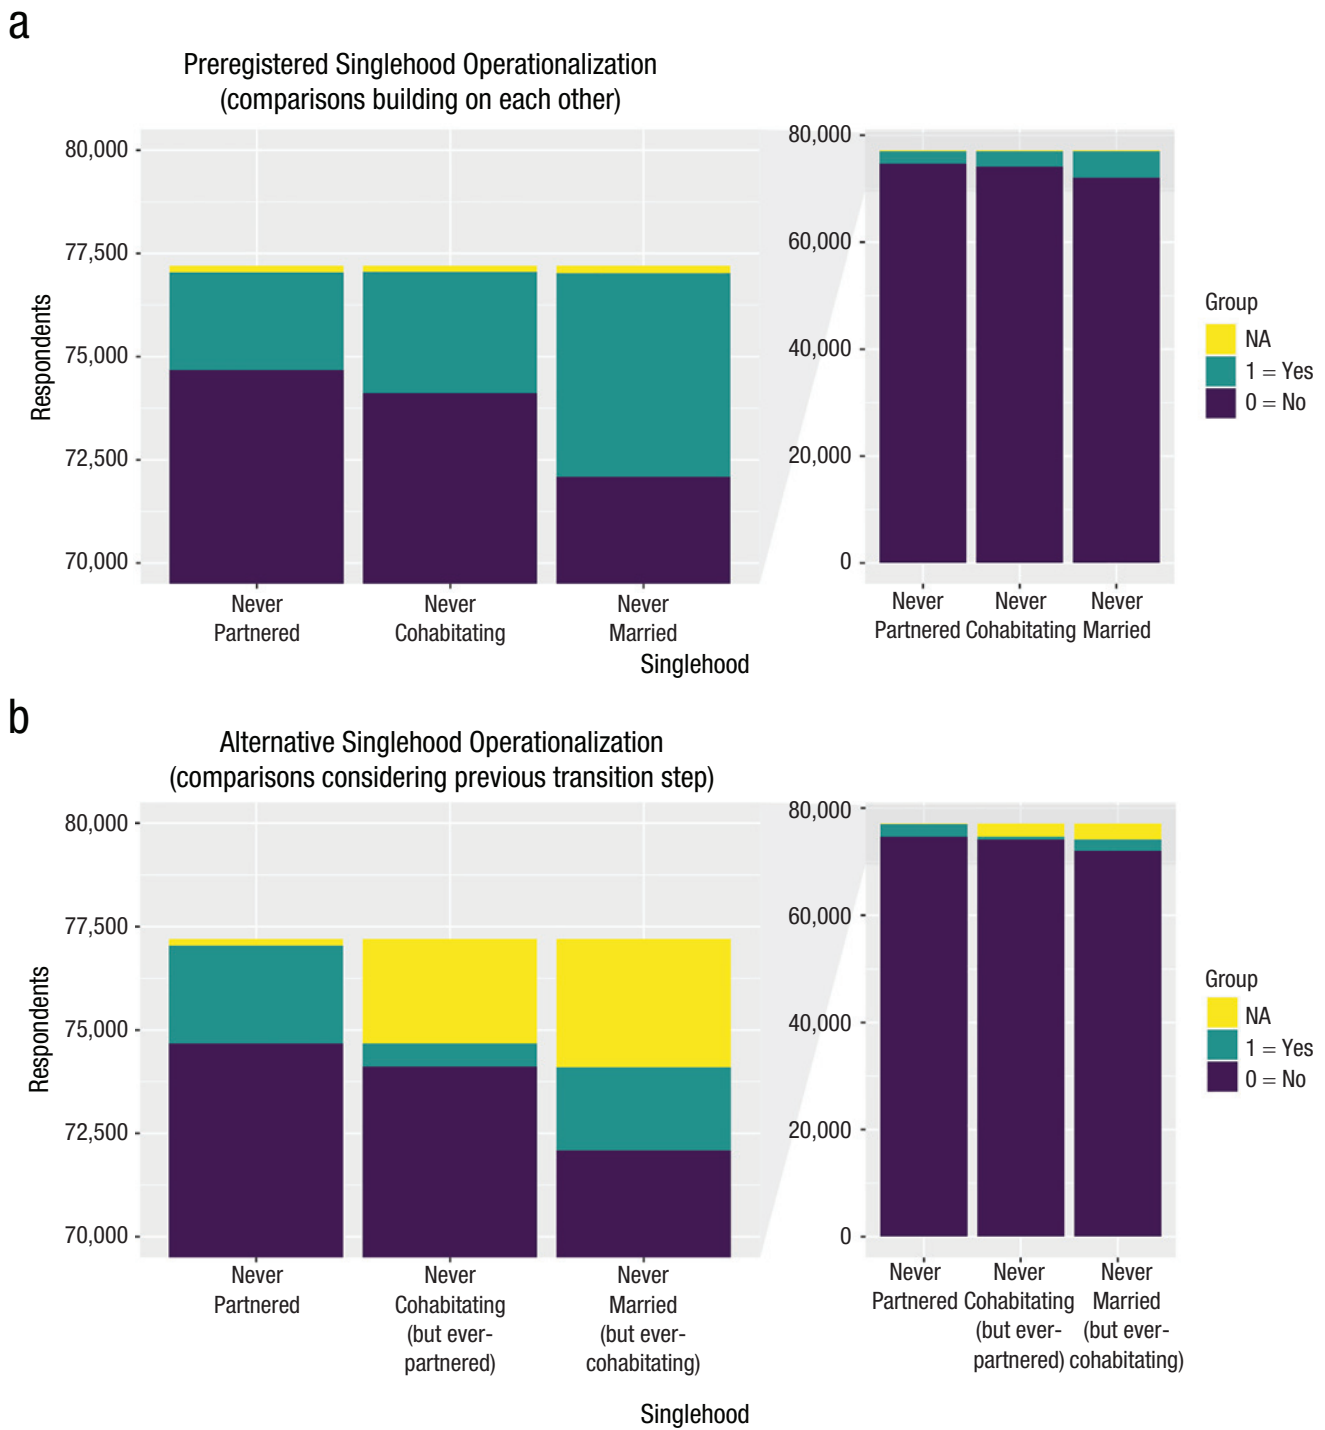 a
Preregistered Singlehood Operationalization
(comparisons building on each other)
80,000
77,500
75,000
72,500
70,000
Respondents
Never
Partnered
Never
Cohabitating
Never
Married
80,000
60,000
40,000
20,000
0
Never
Partnered
Never
Cohabitating
Never
Married
Singlehood
Group
NA
1 = Yes
0 = No
b
Alternative Singlehood Operationalization
(comparisons considering previous transition step)
80,000
77,500
75,000
72,500
70,000
Respondents
Never
Partnered
Never
Cohabitating
(but ever-
partnered)
Never
Married
(but ever-
cohabitating)
80,000
60,000
40,000
20,000
0
Never
Partnered
Never
Cohabitating
(but ever-
partnered)
Never
Married
(but ever-
cohabitating)
Singlehood
Group
NA
1 = Yes
0 = No